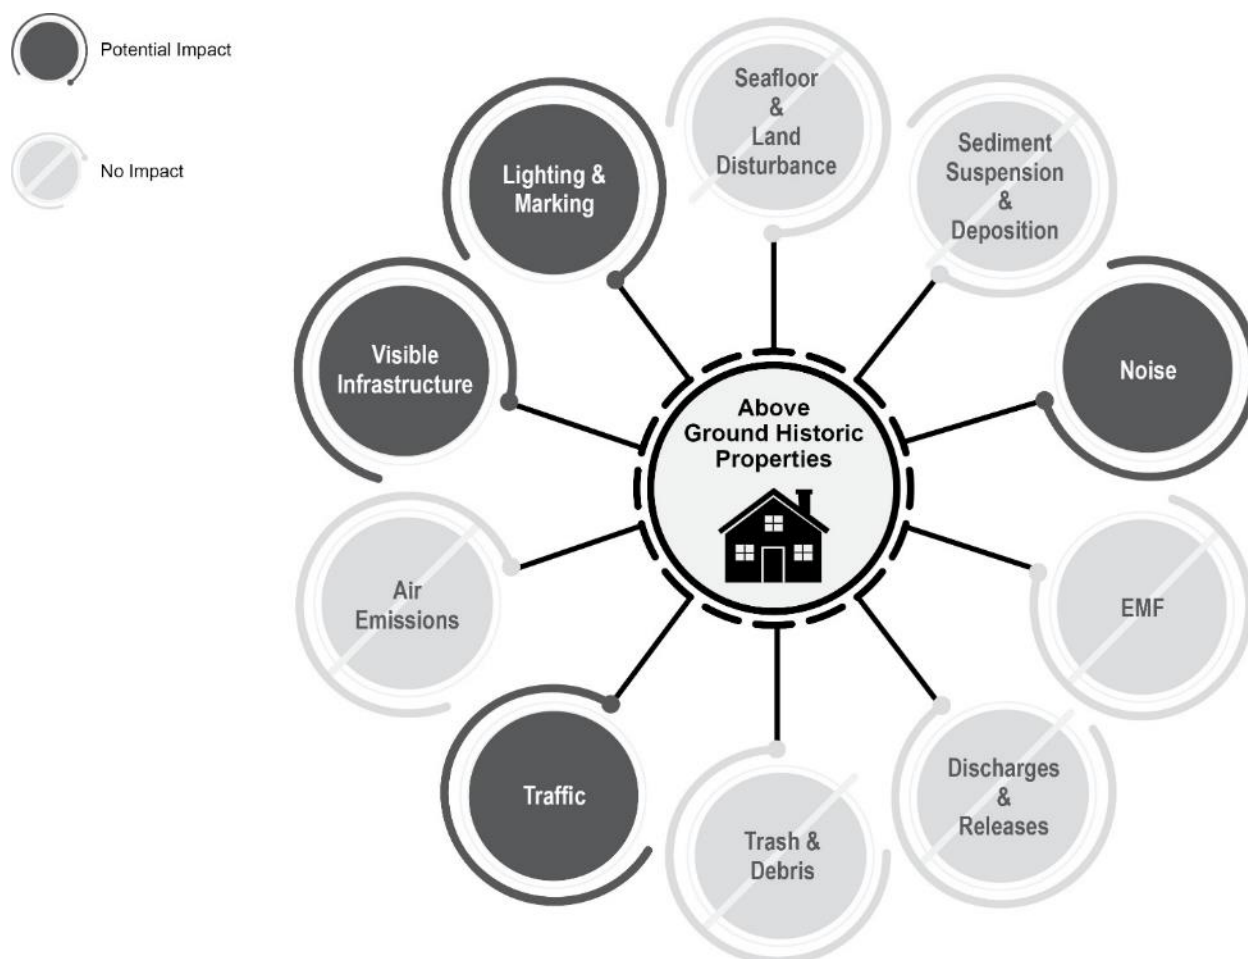 Potential Impact
No Impact
Seafloor
&
Land
Disturbance
Sediment
Suspension
&
Deposition
Lighting &
Marking
Noise
Visible
Infrastructure
Above
Ground Historic
Properties
Air
Emissions
EMF
Traffic
Trash &
Debris
Discharges
&
Releases